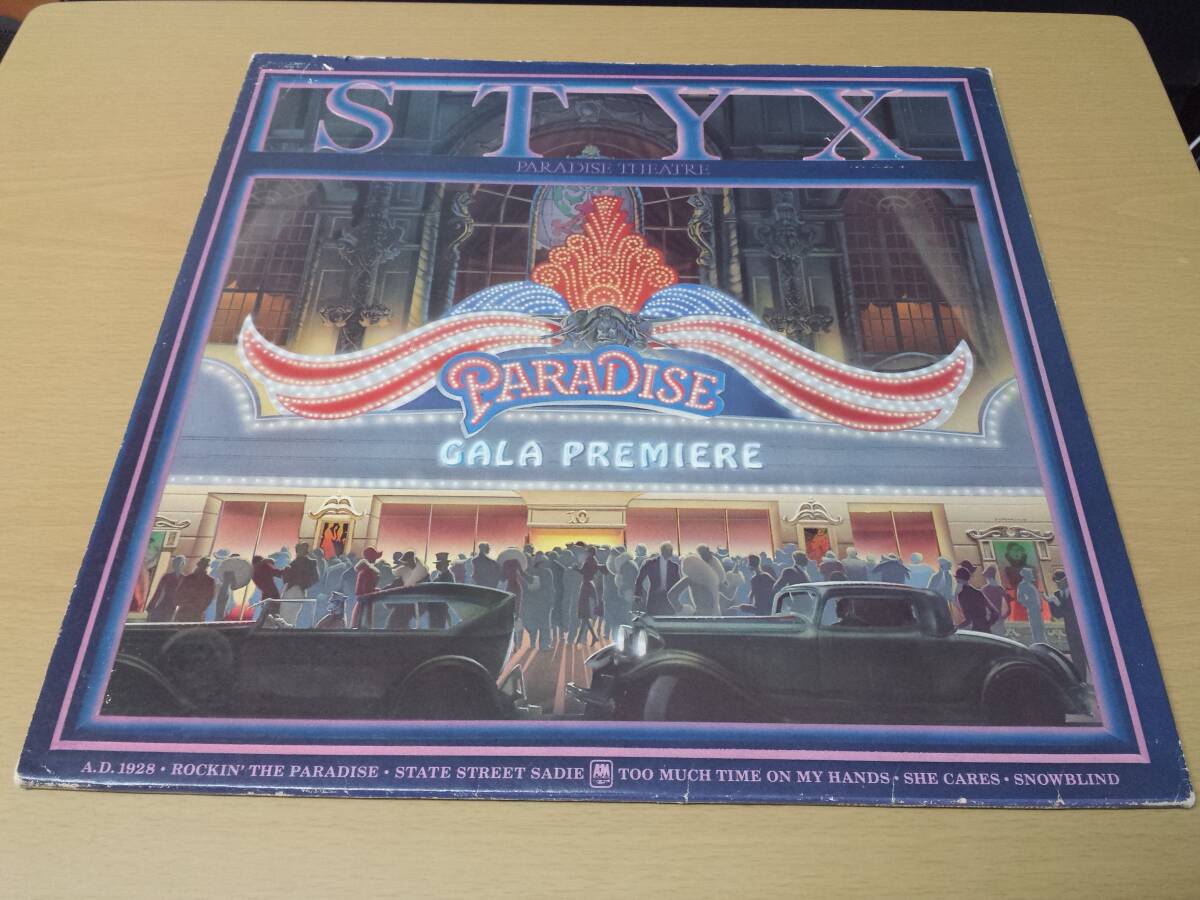 STYX
PARADISE THEATRE
PARADISE
GALA PREMIERE
10
A.D. 1928 · ROCKIN' THE PARADISE · STATE STREET SADIE A&M TOO MUCH TIME ON MY HANDS · SHE CARES · SNOWBLIND